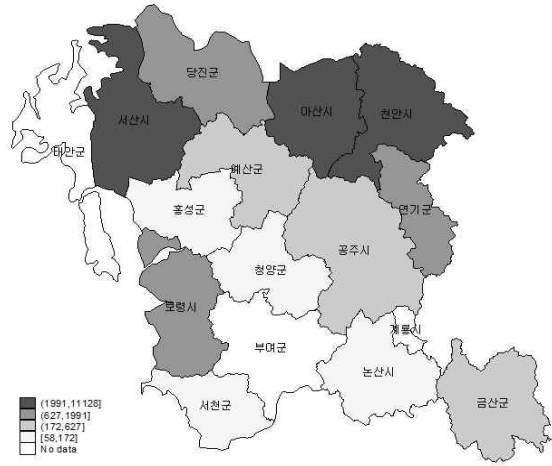 당진군
서산시
아산시
천안시
태안군
예산군
홍성군
연기군
공주시
청양군
보령시
계룡시
부여군
논산시
서천군
금산군
(1991,11128]
(627,1991]
(172,627]
[58,172]
No data